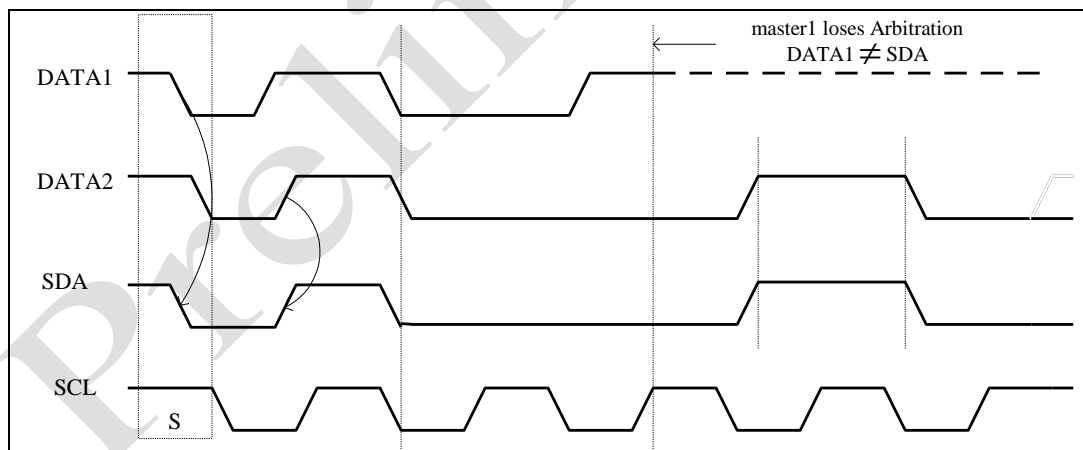 master1 loses Arbitration
DATA1 ≠ SDA
DATA1
DATA2
SDA
SCL
S